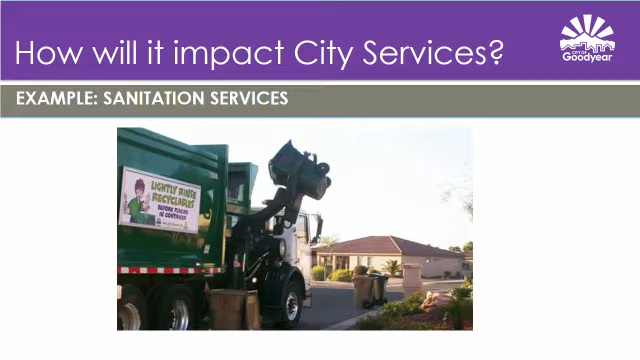 How will it impact City Services?
CITY OF
Goodyear
EXAMPLE: SANITATION SERVICES
LIGHTLY RINSE
RECYCLABLES
BEFORE PLACING
IN CONTAINER